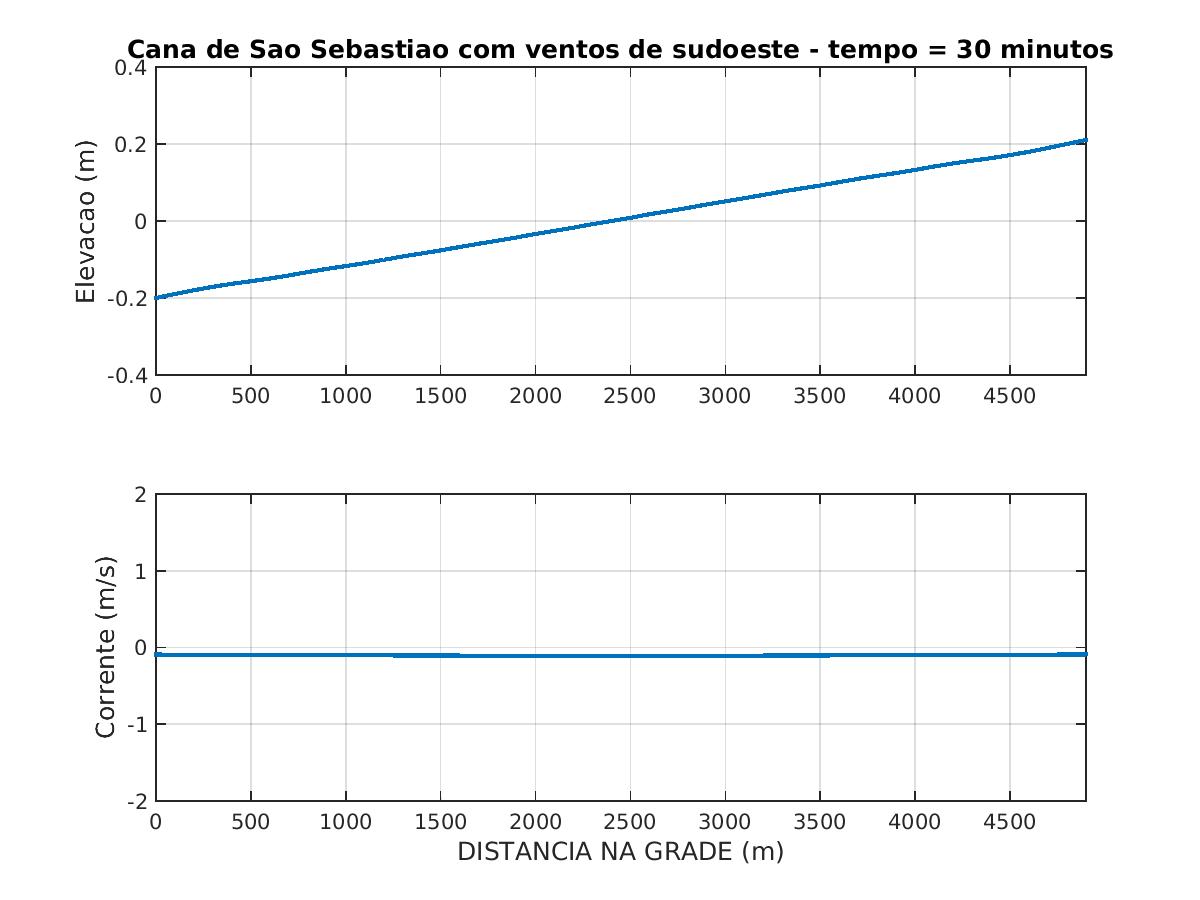 Cana de Sao Sebastiao com ventos de sudoeste - tempo = 30 minutos
0.4
0.2
0
-0.2
-0.4
Elevacao (m)
0 500 1000 1500 2000 2500 3000 3500 4000 4500
2
1
0
-1
-2
Corrente (m/s)
0 500 1000 1500 2000 2500 3000 3500 4000 4500
DISTANCIA NA GRADE (m)